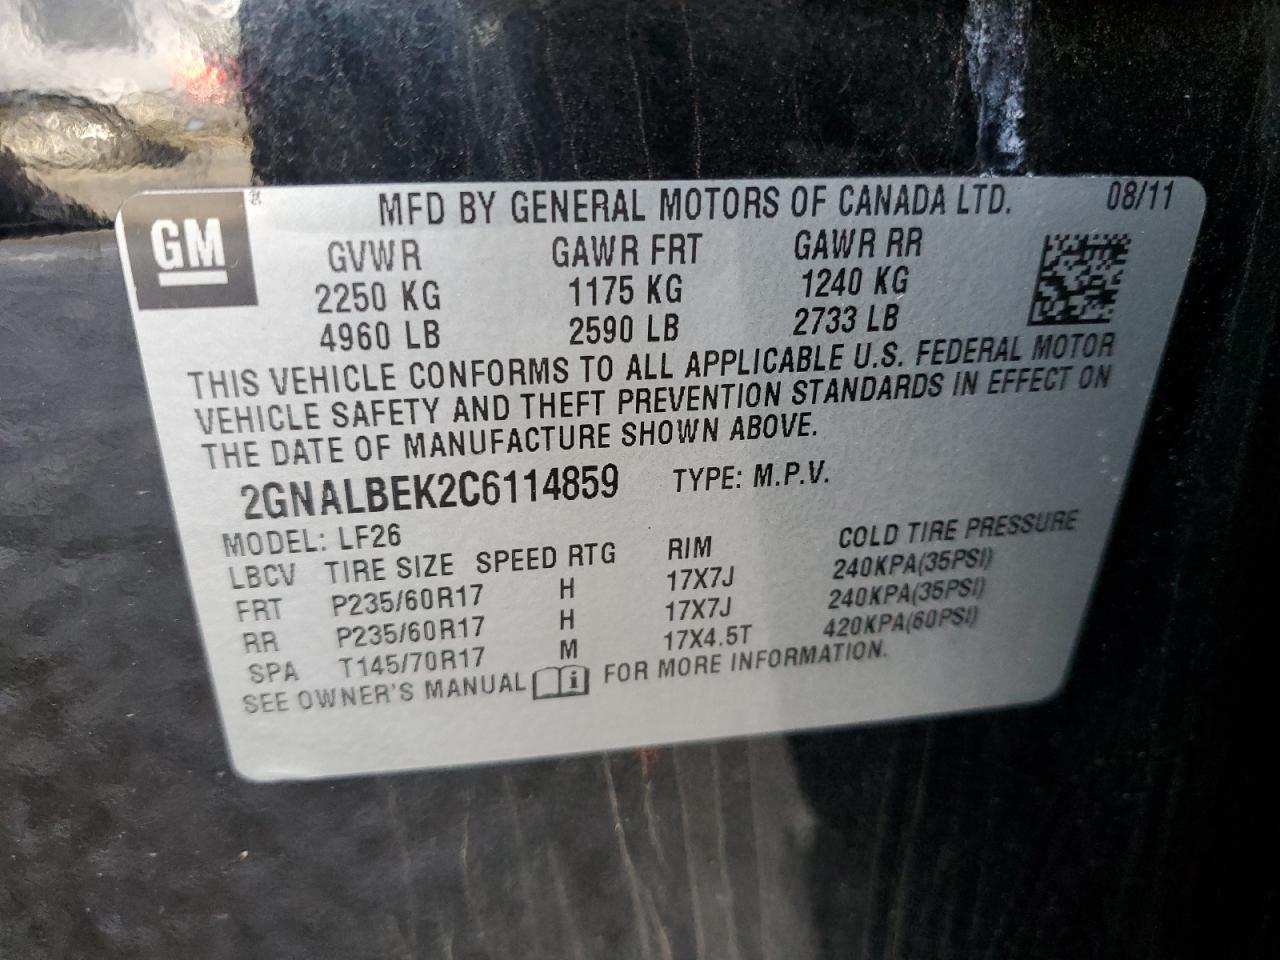 GM
MFD BY GENERAL MOTORS OF CANADA LTD. 08/11
GVWR GAWR FRT GAWR RR
2250 KG 1175 KG 1240 KG
4960 LB 2590 LB 2733 LB
THIS VEHICLE CONFORMS TO ALL APPLICABLE U.S. FEDERAL MOTOR
VEHICLE SAFETY AND THEFT PREVENTION STANDARDS IN EFFECT ON
THE DATE OF MANUFACTURE SHOWN ABOVE.
2GNALBEK2C6114859 TYPE: M.P.V.
MODEL: LF26
LBCV TIRE SIZE SPEED RTG RIM COLD TIRE PRESSURE
FRT P235/60R17 H 17X7J 240KPA(35PSI)
RR P235/60R17 H 17X7J 240KPA(35PSI)
SPA T145/70R17 M 17X4.5T 420KPA(60PSI)
SEE OWNER'S MANUAL i FOR MORE INFORMATION.